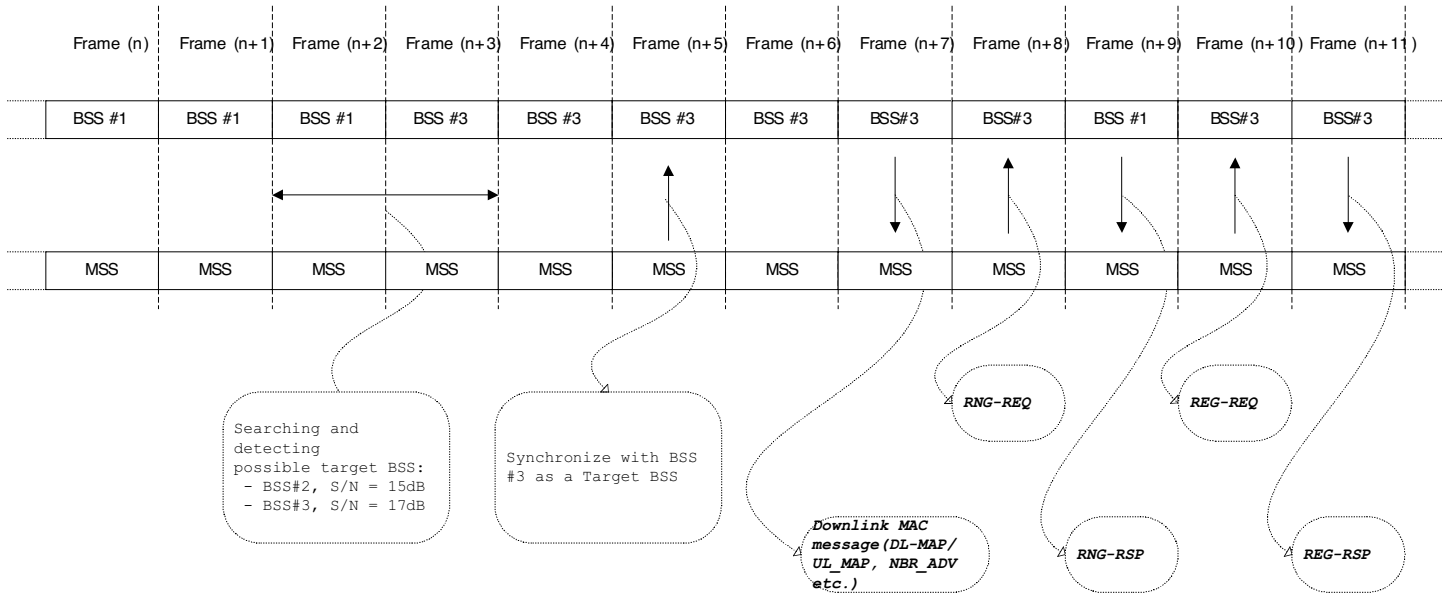 Frame (n) Frame (n+1) Frame (n+2) Frame (n+3) Frame (n+4) Frame (n+5) Frame (n+6) Frame (n+7) Frame (n+8) Frame (n+9) Frame (n+10) Frame (n+11)
BSS #1 BSS #1 BSS #1 BSS #3 BSS #3 BSS #3 BSS #3 BSS#3 BSS#3 BSS #1 BSS#3 BSS#3
MSS MSS MSS MSS MSS MSS MSS MSS MSS MSS MSS MSS
Searching and
detecting
possible target BSS:
- BSS#2, S/N = 15dB
- BSS#3, S/N = 17dB
Synchronize with BSS
#3 as a Target BSS
Downlink MAC
message(DL-MAP/
UL_MAP, NBR_ADV
etc.)
RNG-REQ
RNG-RSP
REG-REQ
REG-RSP